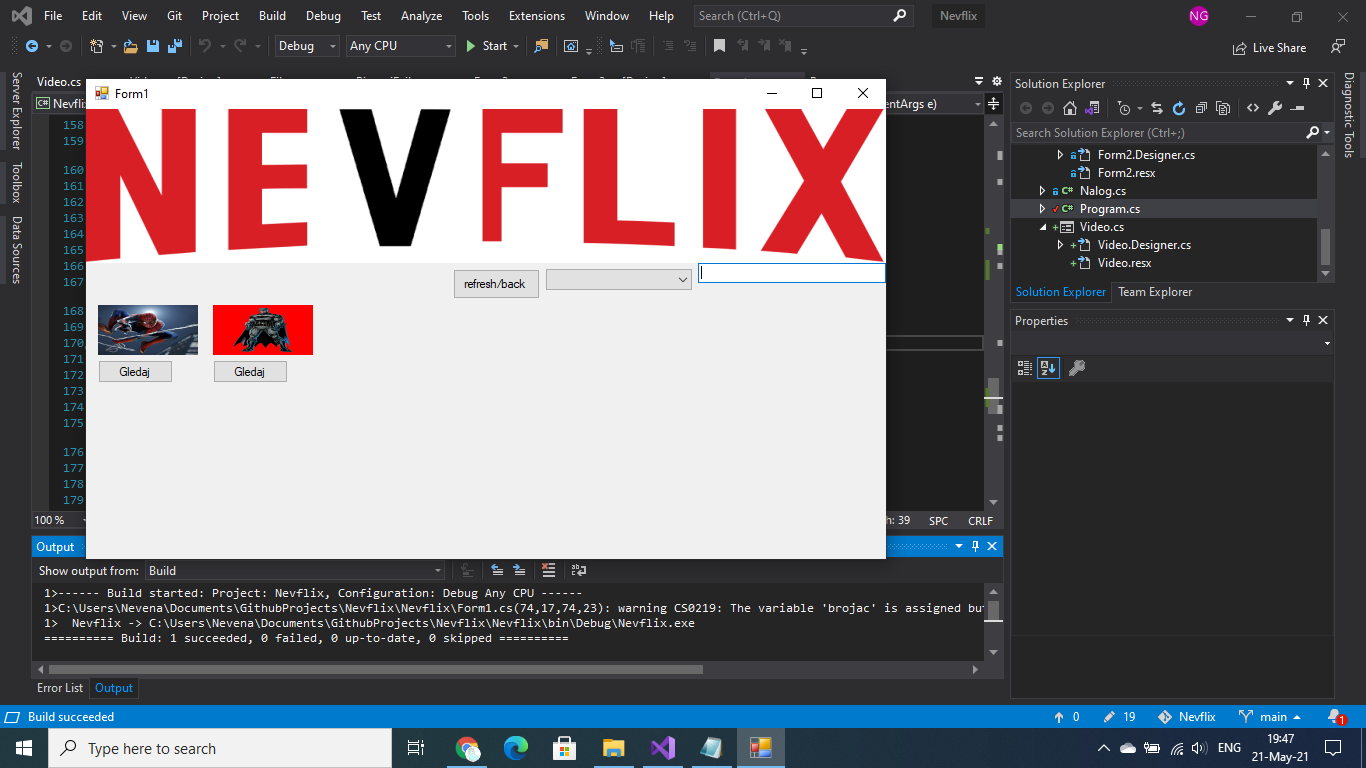 File Edit View Git Project Build Debug Test Analyze Tools Extensions Window Help Search (Ctrl+Q) Nevflix NG
Debug Any CPU Start Live Share
Server Explorer
Toolbox
Data Sources
Video.cs
C# Nevflix
entArgs e)
Form1
NEVFLIX
refresh/back
Gledaj Gledaj
158
159
160
161
162
163
164
165
166
167
168
169
170
171
172
173
174
175
176
177
178
179
100 %
h: 39 SPC CRLF
Solution Explorer
Search Solution Explorer (Ctrl+;)
Form2.Designer.cs
Form2.resx
C# Nalog.cs
C# Program.cs
Video.cs
Video.Designer.cs
Video.resx
Solution Explorer Team Explorer
Properties
Diagnostic Tools
Output
Show output from: Build
1>------ Build started: Project: Nevflix, Configuration: Debug Any CPU ------
1>C:\Users\Nevena\Documents\GithubProjects\Nevflix\Nevflix\Form1.cs(74,17,74,23): warning CS0219: The variable 'brojac' is assigned bu
1>  Nevflix -> C:\Users\Nevena\Documents\GithubProjects\Nevflix\Nevflix\bin\Debug\Nevflix.exe
========== Build: 1 succeeded, 0 failed, 0 up-to-date, 0 skipped ==========
Error List Output
Build succeeded 0 19 Nevflix main 1
Type here to search
ENG
19:47
21-May-21